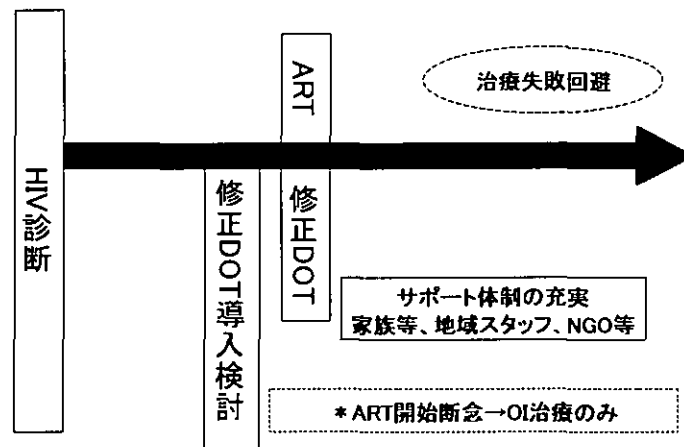 HIV診断
修正DOT導入検討
ART
修正DOT
治療失敗回避
サポート体制の充実
家族等、地域スタッフ、NGO等
*ART開始断念→OI治療のみ